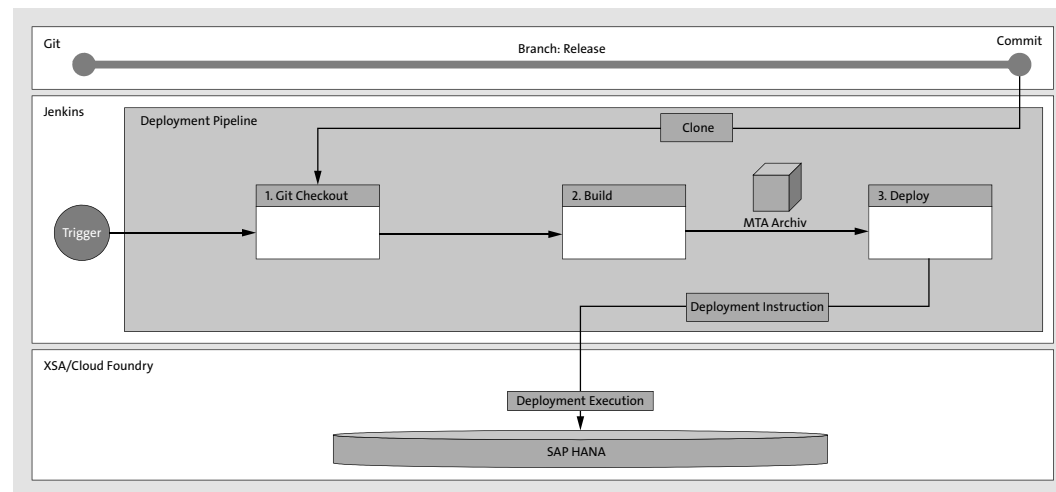 Git
Branch: Release
Commit
Jenkins
Deployment Pipeline
Clone
1. Git Checkout
2. Build
3. Deploy
Trigger
MTA Archiv
Deployment Instruction
XSA/Cloud Foundry
Deployment Execution
SAP HANA